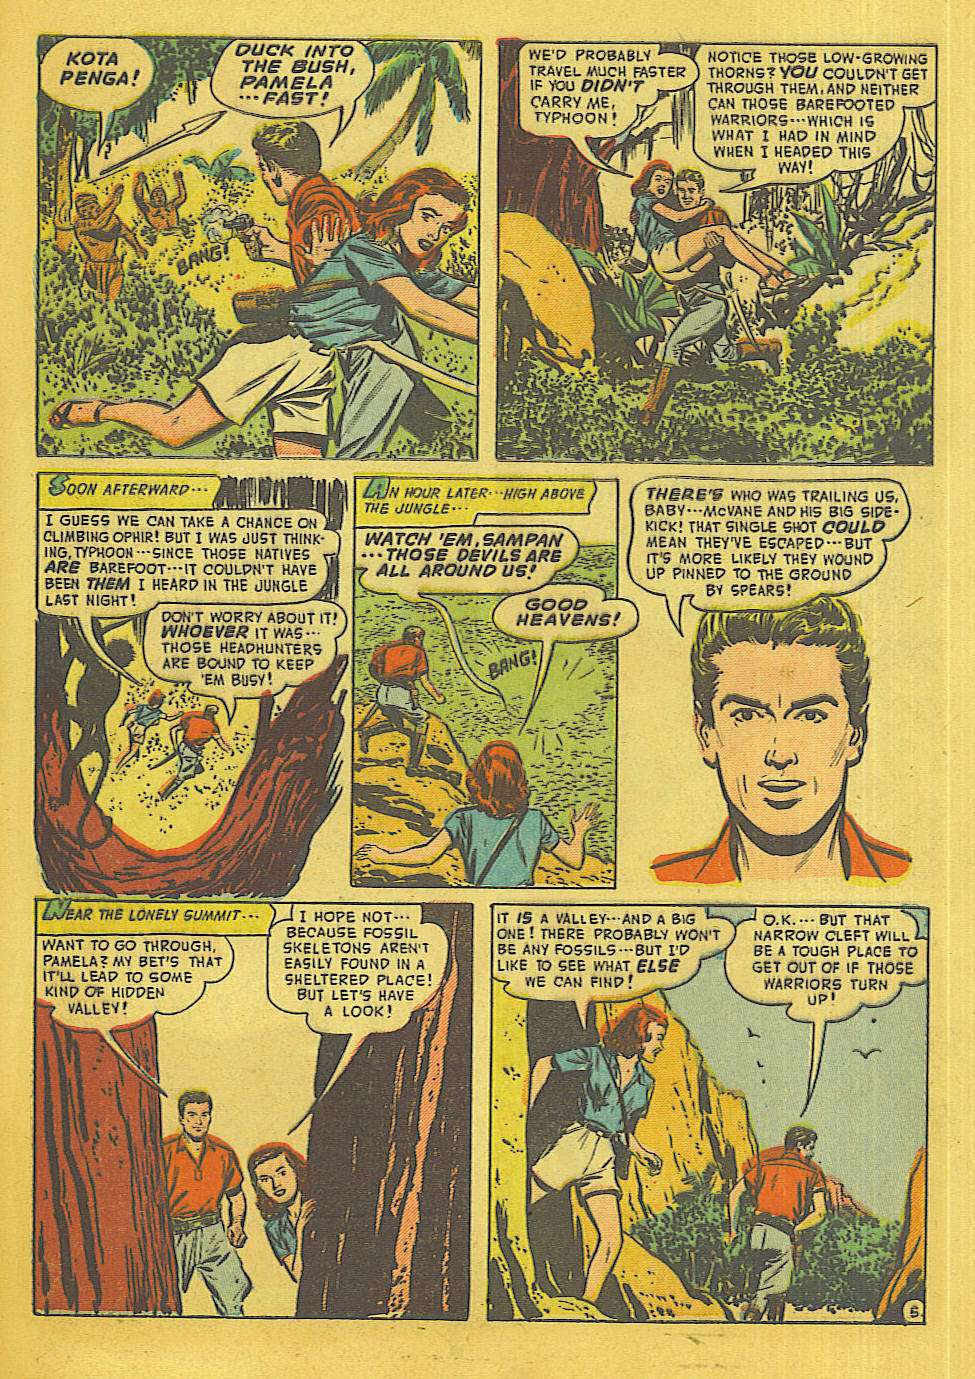 KOTA
PENGA!
DUCK INTO
THE BUSH,
PAMELA
...FAST!
BANG!
WE'D PROBABLY
TRAVEL MUCH FASTER
IF YOU DIDN'T
CARRY ME,
TYPHOON!
NOTICE THOSE LOW-GROWING
THORNS? YOU COULDN'T GET
THROUGH THEM, AND NEITHER
CAN THOSE BAREFOOTED
WARRIORS...WHICH IS
WHAT I HAD IN MIND
WHEN I HEADED THIS
WAY!
SOON AFTERWARD...
I GUESS WE CAN TAKE A CHANCE ON
CLIMBING OPHIR! BUT I WAS JUST THINK-
ING, TYPHOON...SINCE THOSE NATIVES
ARE BAREFOOT...IT COULDN'T HAVE
BEEN THEM I HEARD IN THE JUNGLE
LAST NIGHT!
DON'T WORRY ABOUT IT!
WHOEVER IT WAS...
THOSE HEADHUNTERS
ARE BOUND TO KEEP
'EM BUSY!
AN HOUR LATER...HIGH ABOVE
THE JUNGLE...
WATCH 'EM, SAMPAN
...THOSE DEVILS ARE
ALL AROUND US!
GOOD
HEAVENS!
BANG!
THERE'S WHO WAS TRAILING US,
BABY...McVANE AND HIS BIG SIDE-
KICK! THAT SINGLE SHOT COULD
MEAN THEY'VE ESCAPED...BUT
IT'S MORE LIKELY THEY WOUND
UP PINNED TO THE GROUND
BY SPEARS!
NEAR THE LONELY SUMMIT...
WANT TO GO THROUGH,
PAMELA? MY BET'S THAT
IT'LL LEAD TO SOME
KIND OF HIDDEN
VALLEY!
I HOPE NOT...
BECAUSE FOSSIL
SKELETONS AREN'T
EASILY FOUND IN A
SHELTERED PLACE!
BUT LET'S HAVE
A LOOK!
IT IS A VALLEY...AND A BIG
ONE! THERE PROBABLY WON'T
BE ANY FOSSILS...BUT I'D
LIKE TO SEE WHAT ELSE
WE CAN FIND!
O.K.... BUT THAT
NARROW CLEFT WILL
BE A TOUGH PLACE TO
GET OUT OF IF THOSE
WARRIORS TURN
UP!
5